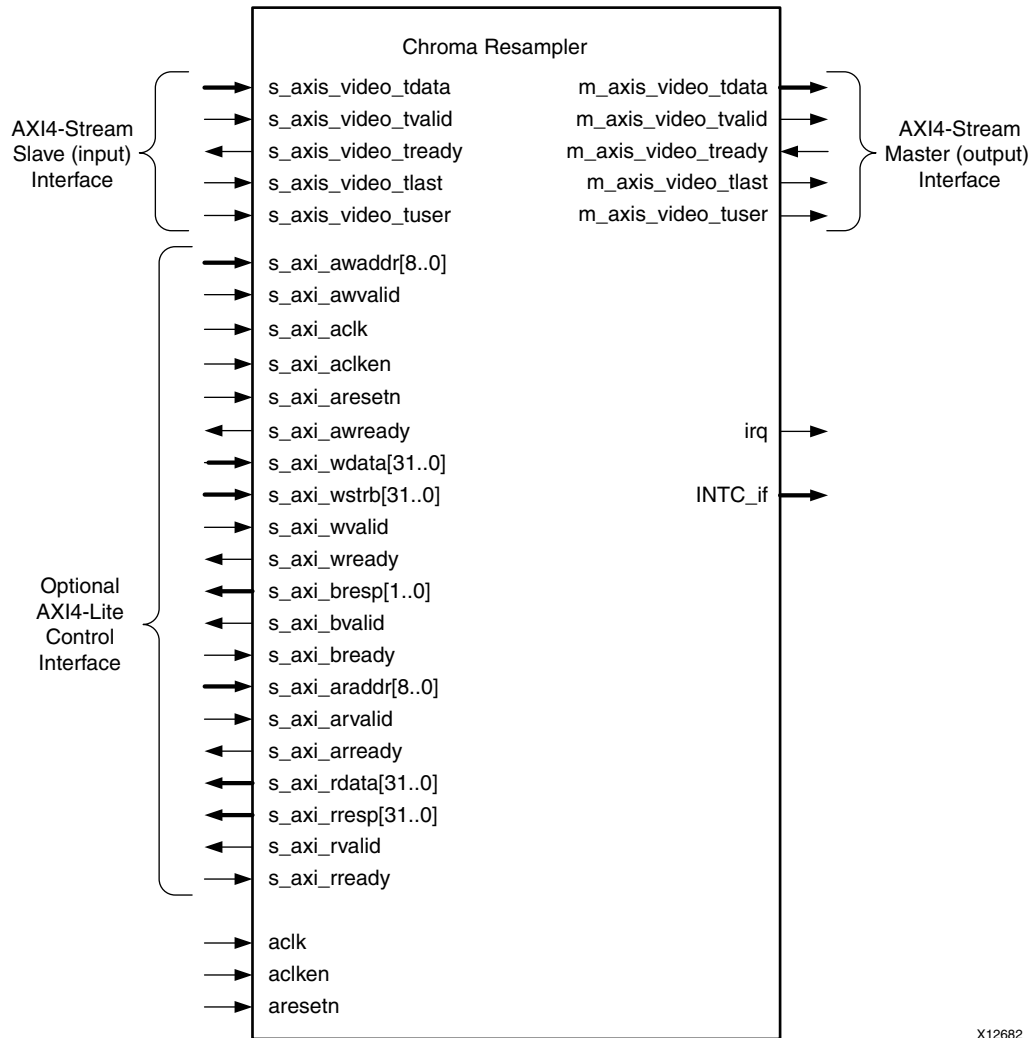 Chroma Resampler
AXI4-Stream
Slave (input)
Interface
s_axis_video_tdata
s_axis_video_tvalid
s_axis_video_tready
s_axis_video_tlast
s_axis_video_tuser
m_axis_video_tdata
m_axis_video_tvalid
m_axis_video_tready
m_axis_video_tlast
m_axis_video_tuser
AXI4-Stream
Master (output)
Interface
Optional
AXI4-Lite
Control
Interface
s_axi_awaddr[8..0]
s_axi_awvalid
s_axi_aclk
s_axi_aclken
s_axi_aresetn
s_axi_awready
s_axi_wdata[31..0]
s_axi_wstrb[31..0]
s_axi_wvalid
s_axi_wready
s_axi_bresp[1..0]
s_axi_bvalid
s_axi_bready
s_axi_araddr[8..0]
s_axi_arvalid
s_axi_arready
s_axi_rdata[31..0]
s_axi_rresp[31..0]
s_axi_rvalid
s_axi_rready
irq
INTC_if
aclk
aclken
aresetn
X12682